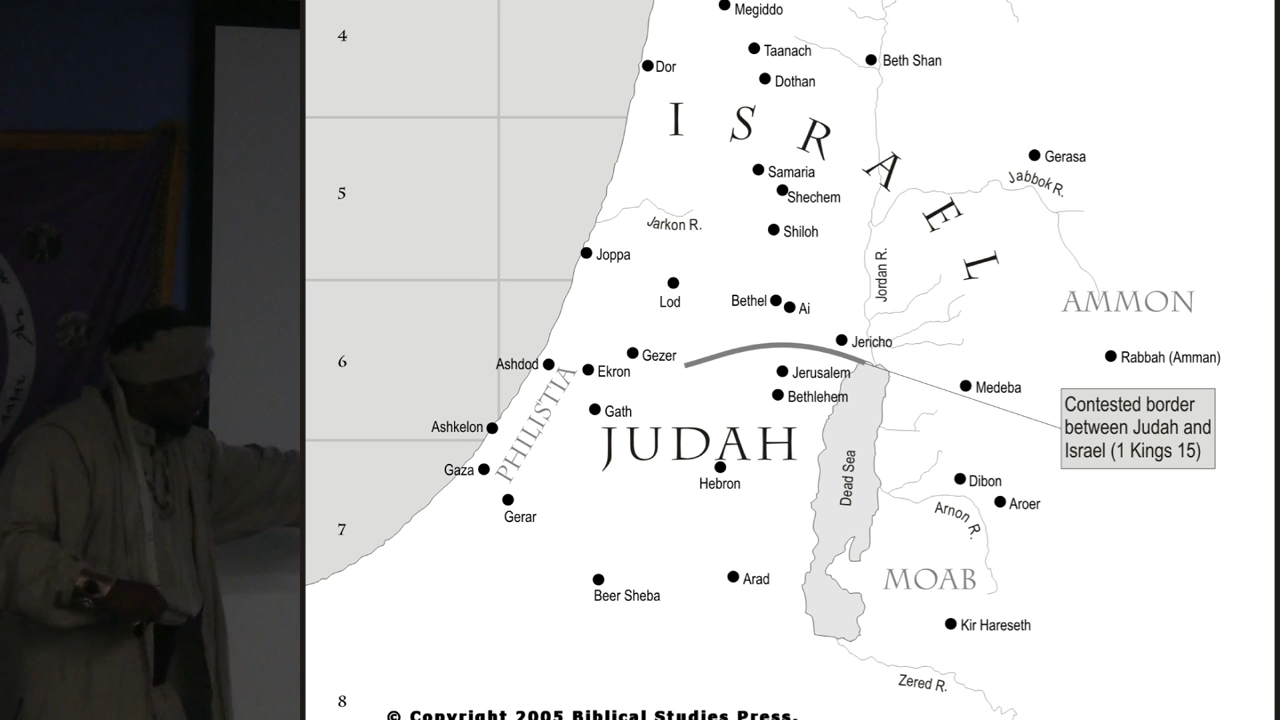 Megiddo
4
Taanach
Beth Shan
Dor
Dothan
I S R A E L
Gerasa
Samaria
Jabbok R.
5
Shechem
Jarkon R.
Shiloh
Joppa
Jordan R.
Lod
Bethel
Ai
AMMON
Jericho
6
Gezer
Rabbah (Amman)
Ashdod
Ekron
Jerusalem
Medeba
Bethlehem
Contested border
between Judah and
Israel (1 Kings 15)
Gath
PHILISTIA
Ashkelon
JUDAH
Gaza
Hebron
Dead Sea
Dibon
Aroer
Gerar
Arnon R.
7
Beer Sheba
Arad
MOAB
Kir Hareseth
Zered R.
8
© Copyright 2005 Biblical Studies Press.